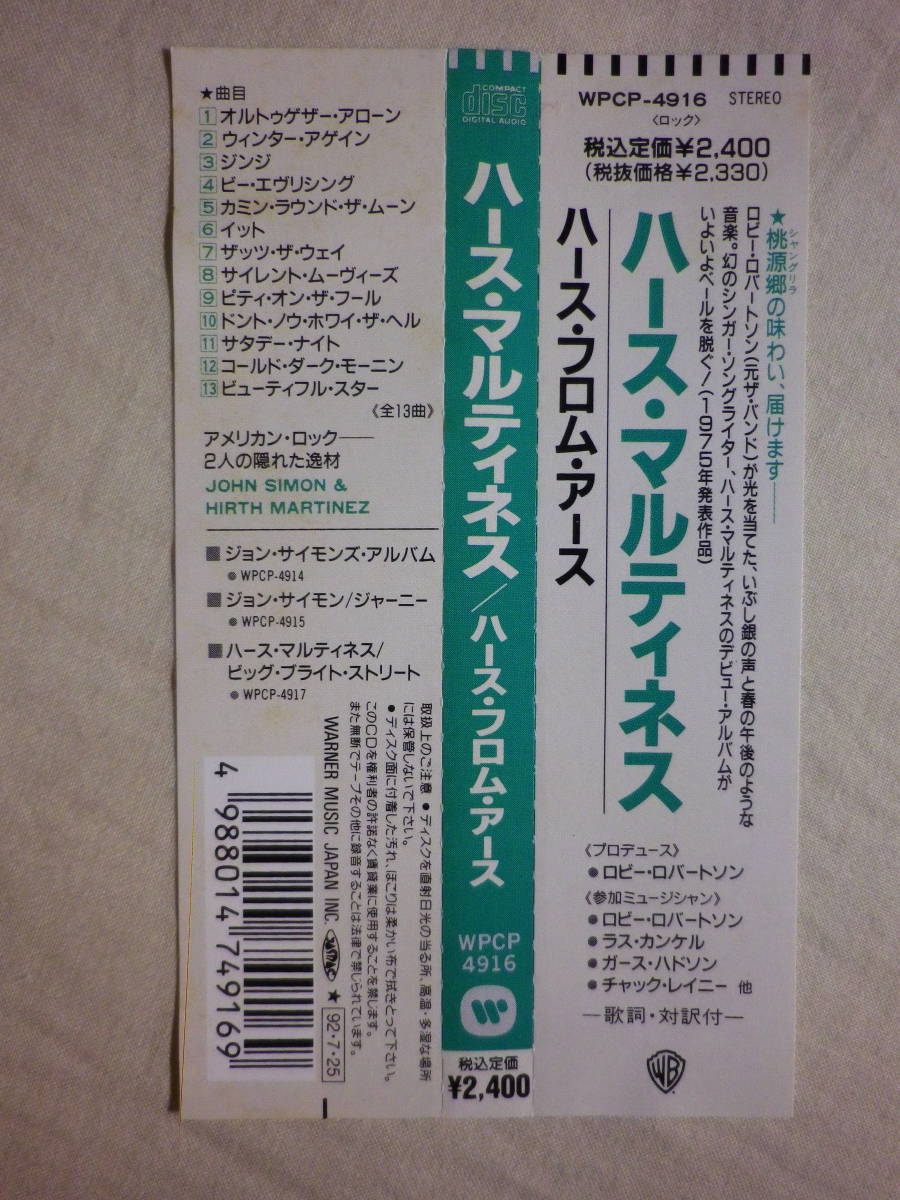 WPCP-4916 STEREO
〈ロック〉
税込定価¥2,400
(税抜価格¥2,330)
★桃源郷の味わい、届けます――
シャングリラ
ロビー・ロバートソン(元ザ・バンド)が光を当てた、いぶし銀の声と春の午後のような
音楽。幻のシンガー・ソングライター、ハース・マルティネスのデビュー・アルバムが
いよいよベールを脱ぐ!(1975年発表作品)
ハース・マルティネス
ハース・フロム・アース
〈プロデュース〉
●ロビー・ロバートソン
〈参加ミュージシャン〉
●ロビー・ロバートソン
●ラス・カンケル
●ガース・ハドソン
●チャック・レイニー 他
―歌詞・対訳付―
WB
COMPACT
disc
DIGITAL AUDIO
ハース・マルティネス/ハース・フロム・アース
WPCP
4916
税込定価
¥2,400
★曲目
1 オルトゥゲザー・アローン
2 ウィンター・アゲイン
3 ジンジ
4 ビー・エヴリシング
5 カミン・ラウンド・ザ・ムーン
6 イット
7 ザッツ・ザ・ウェイ
8 サイレント・ムーヴィーズ
9 ピティ・オン・ザ・フール
10 ドント・ノウ・ホワイ・ザ・ヘル
11 サタデー・ナイト
12 コールド・ダーク・モーニン
13 ビューティフル・スター
《全13曲》
アメリカン・ロック――
2人の隠れた逸材
JOHN SIMON &
HIRTH MARTINEZ
■ジョン・サイモンズ・アルバム
●WPCP-4914
■ジョン・サイモン/ジャーニー
●WPCP-4915
■ハース・マルティネス/
ビッグ・ブライト・ストリート
●WPCP-4917
取扱上のご注意 ●ディスクを直射日光の当る所、高温・多湿な場所
には保管しないで下さい。
●ディスク面に付着した汚れ、ほこりは柔かい布で拭きとって下さい。
このCDを権利者の許諾なく賃貸業に使用することを禁じます。
また無断でテープその他に録音することは法律で禁じられています。
WARNER MUSIC JAPAN INC.
★
92・7・25
4 988014 749169